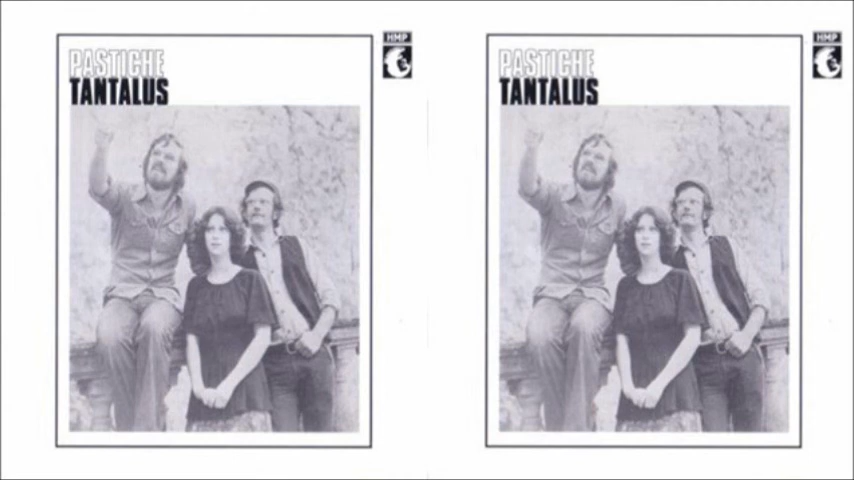 HMP
PASTICHE
TANTALUS
HMP
PASTICHE
TANTALUS